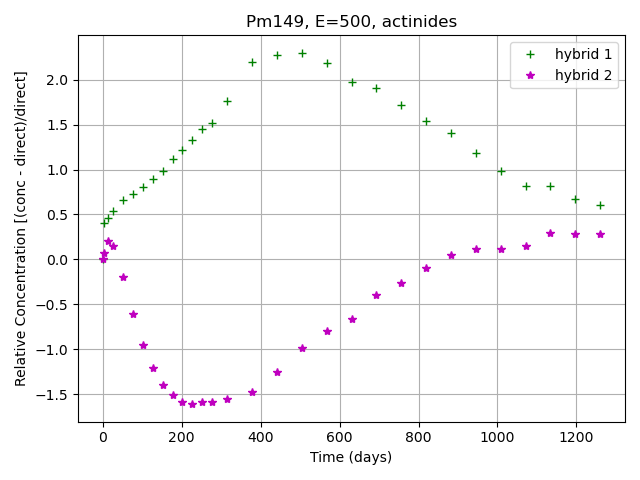 Pm149, E=500, actinides
hybrid 1
hybrid 2
Relative Concentration [(conc - direct)/direct]
2.0
1.5
1.0
0.5
0.0
−0.5
−1.0
−1.5
0 200 400 600 800 1000 1200
Time (days)